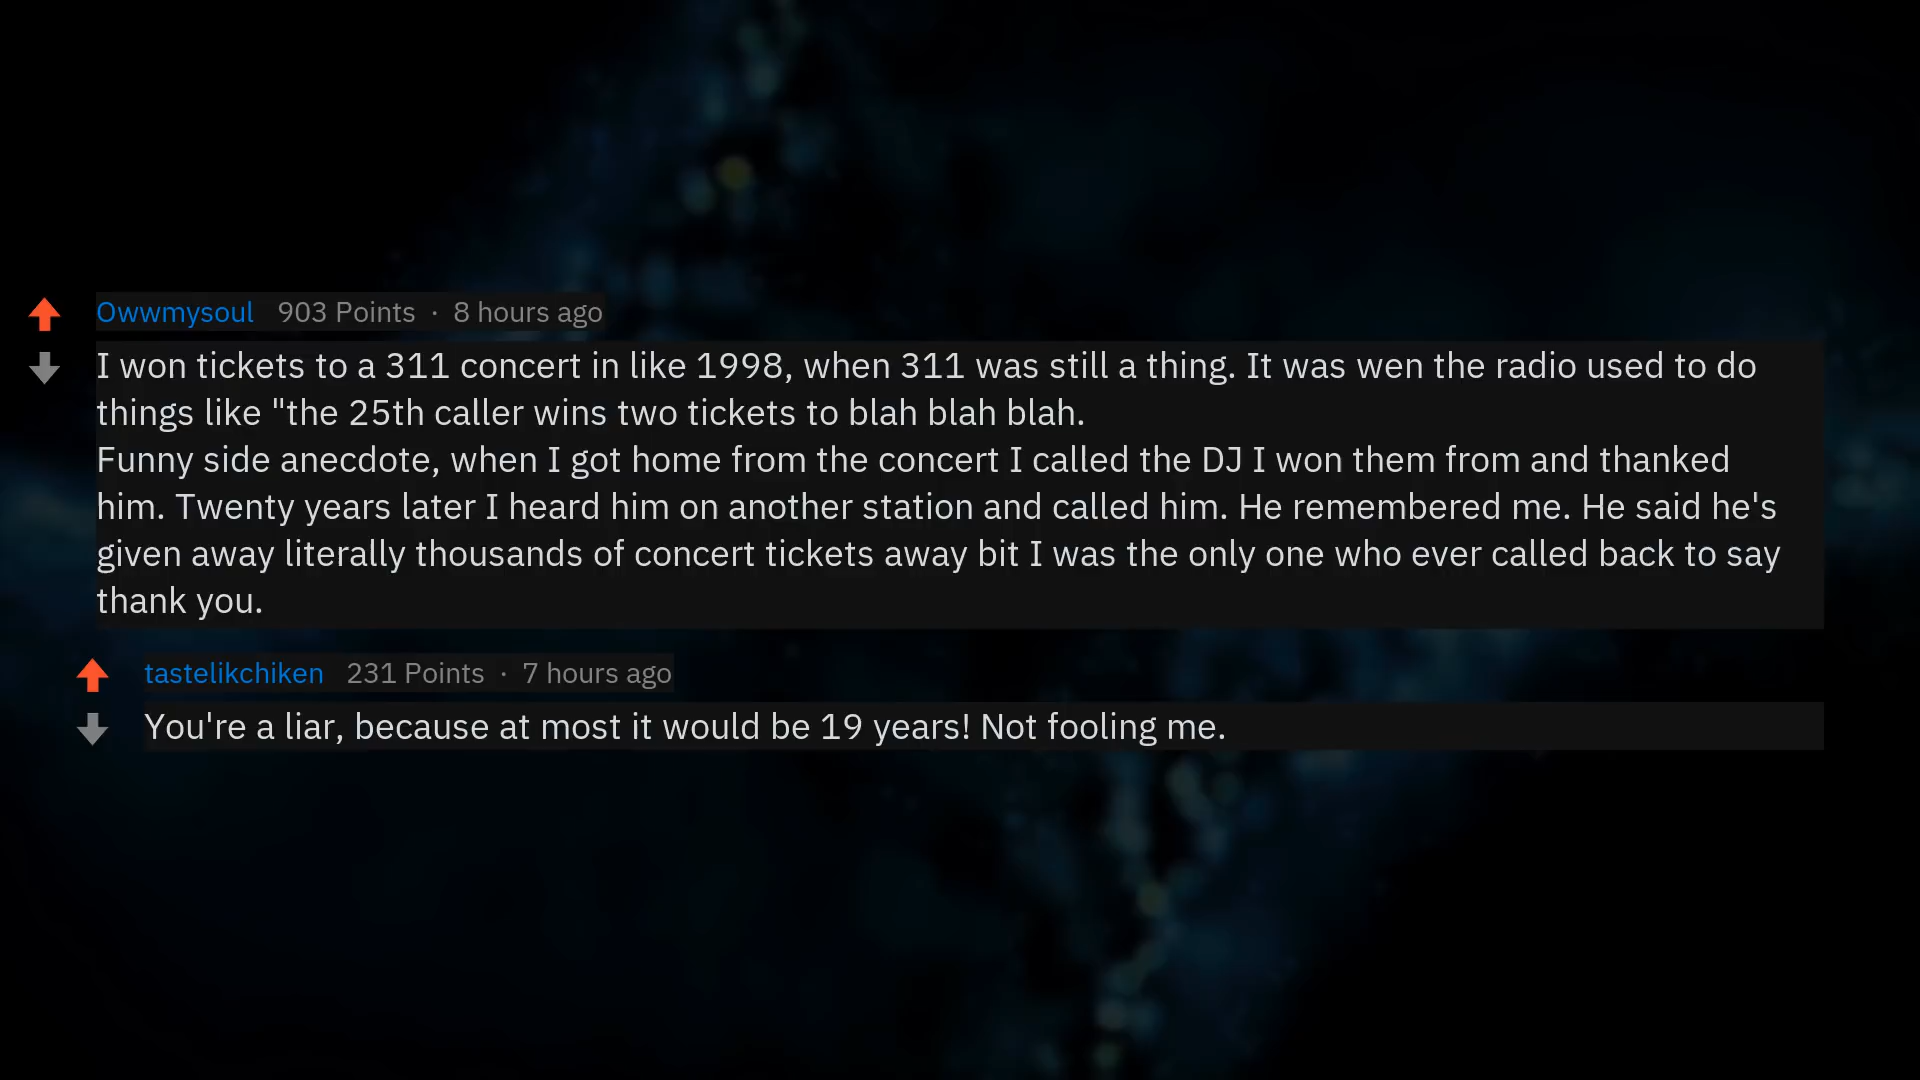 Owwmysoul 903 Points · 8 hours ago
I won tickets to a 311 concert in like 1998, when 311 was still a thing. It was wen the radio used to do
things like "the 25th caller wins two tickets to blah blah blah.
Funny side anecdote, when I got home from the concert I called the DJ I won them from and thanked
him. Twenty years later I heard him on another station and called him. He remembered me. He said he's
given away literally thousands of concert tickets away bit I was the only one who ever called back to say
thank you.
tastelikchiken 231 Points · 7 hours ago
You're a liar, because at most it would be 19 years! Not fooling me.